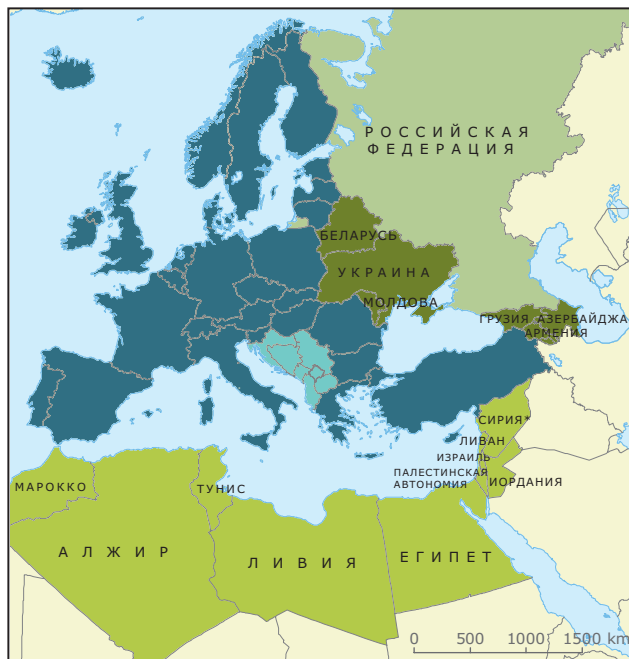 РОССИЙСКАЯ
ФЕДЕРАЦИЯ
БЕЛАРУСЬ
УКРАИНА
МОЛДОВА
ГРУЗИЯ АЗЕРБАЙДЖА
АРМЕНИЯ
СИРИЯ*
ЛИВАН
ИЗРАИЛЬ
ПАЛЕСТИНСКАЯ
АВТОНОМИЯ
ИОРДАНИЯ
МАРОККО
ТУНИС
АЛЖИР
ЛИВИЯ
ЕГИПЕТ
0 500 1000 1500 km